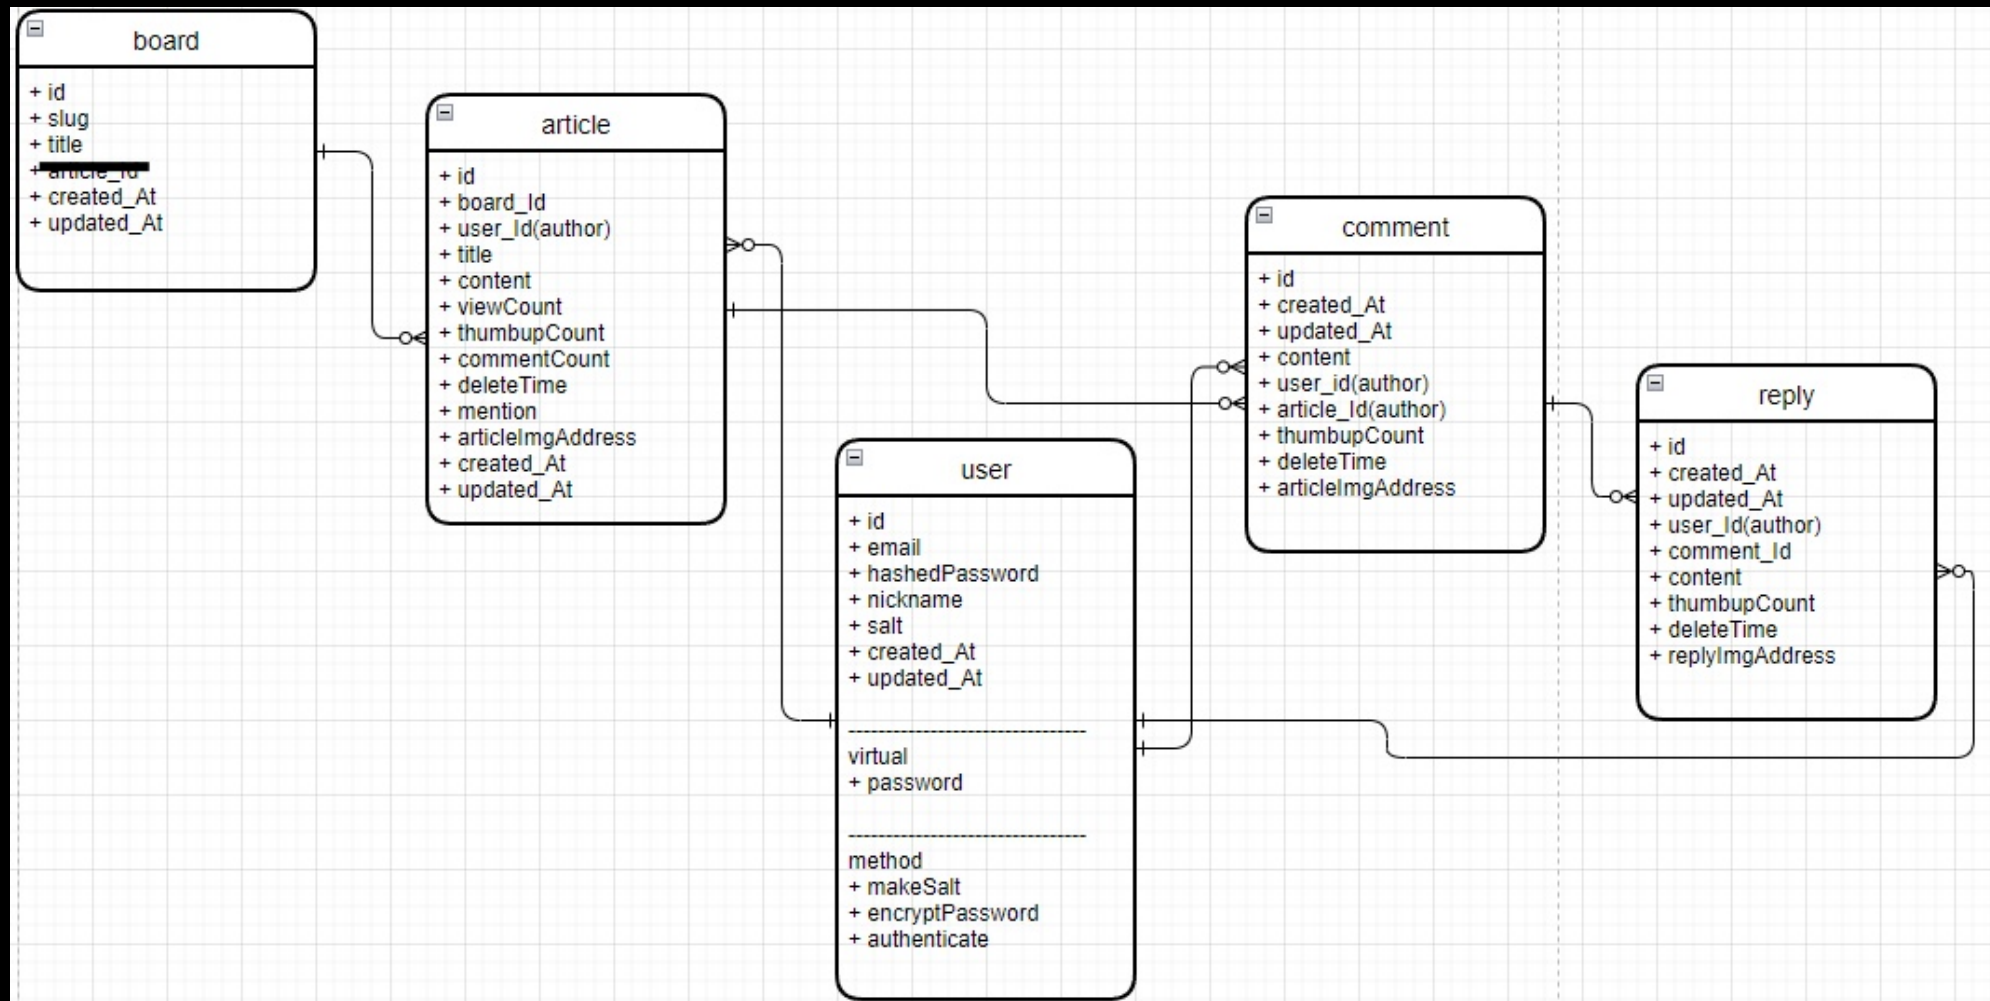 board
+ id
+ slug
+ title
+ article_Id
+ created_At
+ updated_At
article
+ id
+ board_Id
+ user_Id(author)
+ title
+ content
+ viewCount
+ thumbupCount
+ commentCount
+ deleteTime
+ mention
+ articleImgAddress
+ created_At
+ updated_At
user
+ id
+ email
+ hashedPassword
+ nickname
+ salt
+ created_At
+ updated_At
--------------------------------
virtual
+ password
--------------------------------
method
+ makeSalt
+ encryptPassword
+ authenticate
comment
+ id
+ created_At
+ updated_At
+ content
+ user_id(author)
+ article_Id(author)
+ thumbupCount
+ deleteTime
+ articleImgAddress
reply
+ id
+ created_At
+ updated_At
+ user_Id(author)
+ comment_Id
+ content
+ thumbupCount
+ deleteTime
+ replyImgAddress